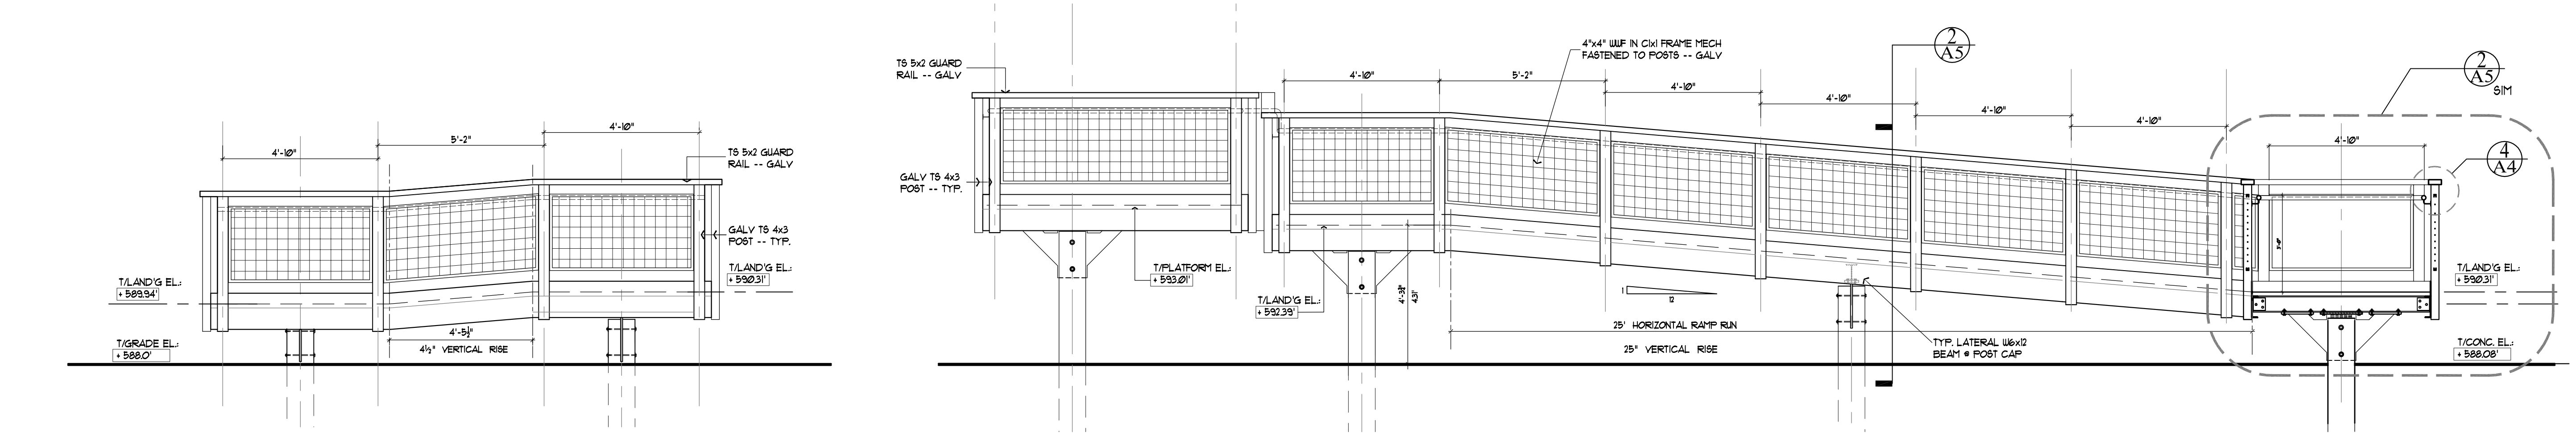 4'-10"
5'-2"
4'-10"
TS 5x2 GUARD
RAIL -- GALV
GALV TS 4x3
POST -- TYP.
T/LAND'G EL.:
+ 589.94'
T/LAND'G EL.:
+ 590.31'
4'-5½"
4½" VERTICAL RISE
T/GRADE EL.:
+ 588.0'
TS 5x2 GUARD
RAIL -- GALV
GALV TS 4x3
POST -- TYP.
T/PLATFORM EL.:
+ 593.01'
4'-10"
5'-2"
4'-10"
4'-10"
4'-10"
4'-10"
4"x4" WWF IN C1x1 FRAME MECH
FASTENED TO POSTS -- GALV
2
A5
T/LAND'G EL.:
+ 592.39'
4.31'
1
12
25' HORIZONTAL RAMP RUN
25" VERTICAL RISE
TYP. LATERAL W6x12
BEAM @ POST CAP
2
A5
SIM
4
A4
4'-10"
T/LAND'G EL.:
+ 590.31'
T/CONC. EL.:
+ 588.08'